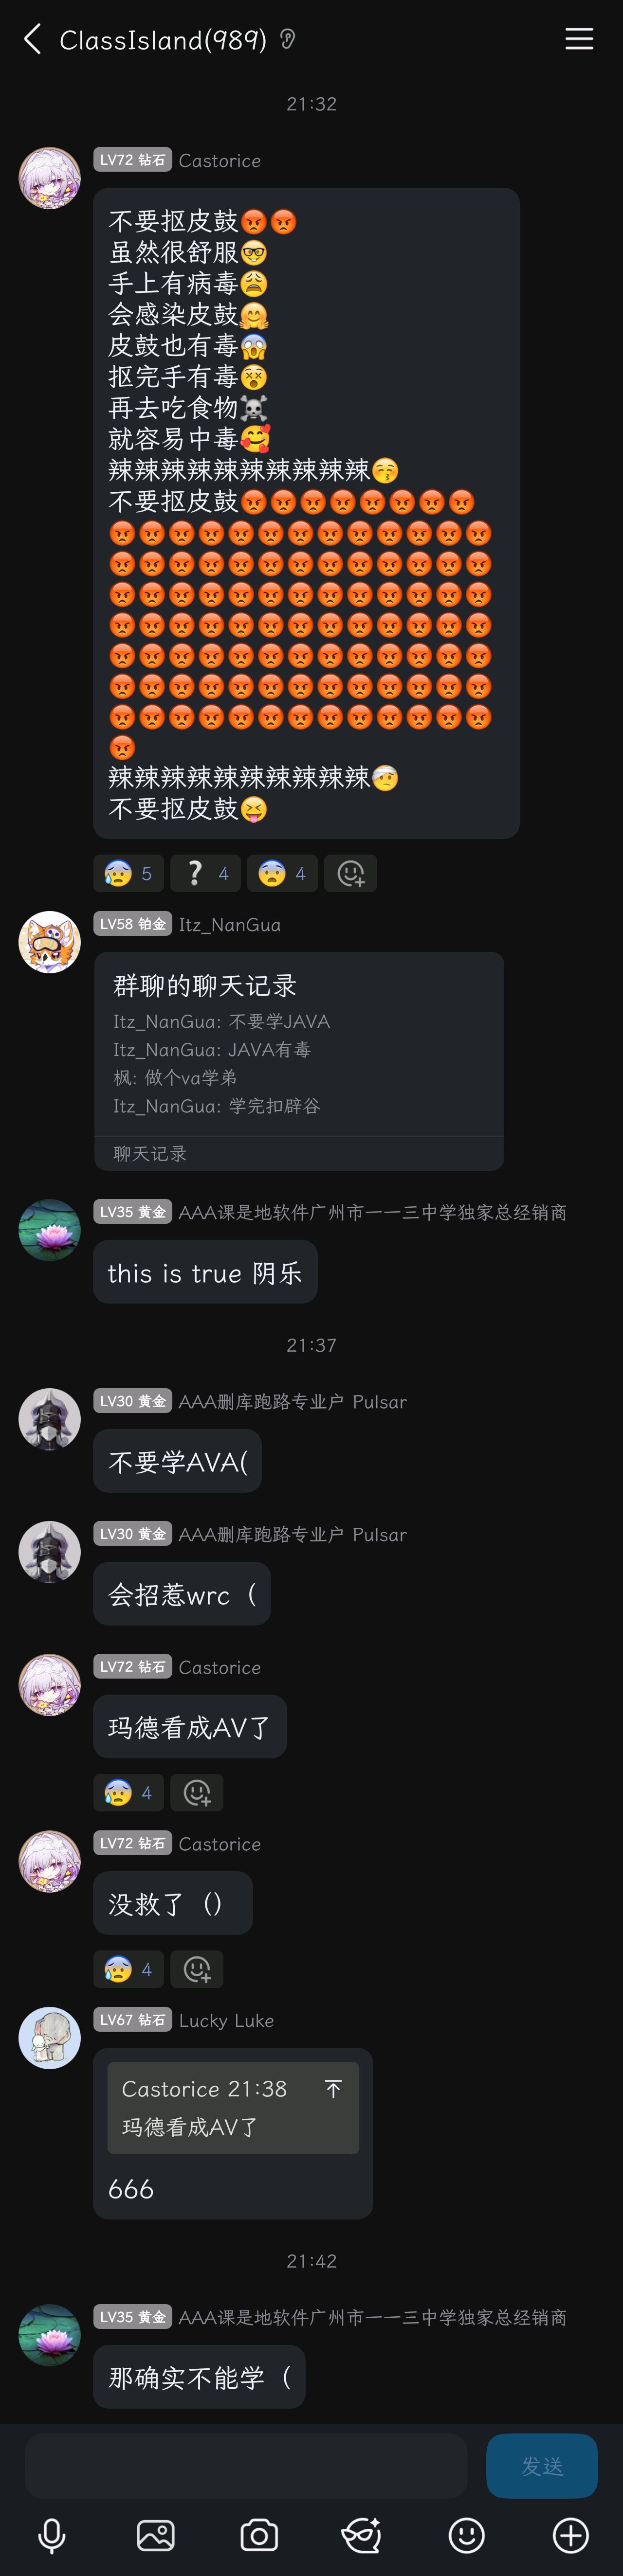 ClassIsland(989)
21:32
LV72 钻石 Castorice
不要抠皮鼓😡😡
虽然很舒服🤓
手上有病毒😩
会感染皮鼓🤗
皮鼓也有毒😱
抠完手有毒😵
再去吃食物☠️
就容易中毒🥰
辣辣辣辣辣辣辣辣辣辣😚
不要抠皮鼓😡😡😡😡😡😡😡😡
😡😡😡😡😡😡😡😡😡😡😡😡😡
😡😡😡😡😡😡😡😡😡😡😡😡😡
😡😡😡😡😡😡😡😡😡😡😡😡😡
😡😡😡😡😡😡😡😡😡😡😡😡😡
😡😡😡😡😡😡😡😡😡😡😡😡😡
😡😡😡😡😡😡😡😡😡😡😡😡😡
😡😡😡😡😡😡😡😡😡😡😡😡😡
😡
辣辣辣辣辣辣辣辣辣辣🤕
不要抠皮鼓😝
😰 5 ❔ 4 😨 4
LV58 铂金 Itz_NanGua
群聊的聊天记录
Itz_NanGua: 不要学JAVA
Itz_NanGua: JAVA有毒
枫: 做个va学弟
Itz_NanGua: 学完扣辟谷
聊天记录
LV35 黄金 AAA课是地软件广州市一一三中学独家总经销商
this is true 阴乐
21:37
LV30 黄金 AAA删库跑路专业户 Pulsar
不要学AVA(
LV30 黄金 AAA删库跑路专业户 Pulsar
会招惹wrc（
LV72 钻石 Castorice
玛德看成AV了
😰 4
LV72 钻石 Castorice
没救了（）
😰 4
LV67 钻石 Lucky Luke
Castorice 21:38
玛德看成AV了
666
21:42
LV35 黄金 AAA课是地软件广州市一一三中学独家总经销商
那确实不能学（
发送